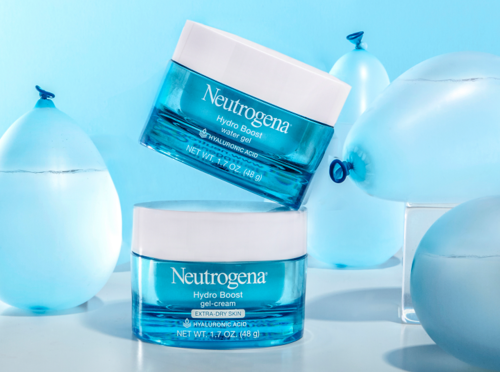 Neutrogena
Hydro Boost
water gel
HYALURONIC ACID
NET WT. 1.7 OZ. (48 g)
Neutrogena®
Hydro Boost
gel-cream
EXTRA-DRY SKIN
HYALURONIC ACID
NET WT. 1.7 OZ. (48 g)